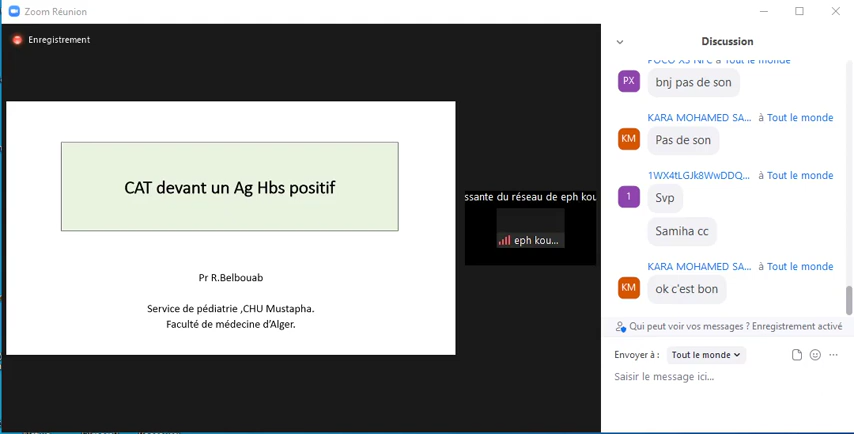 Zoom Réunion
Enregistrement
CAT devant un Ag Hbs positif
Pr R.Belbouab
Service de pédiatrie ,CHU Mustapha.
Faculté de médecine d'Alger.
ssante du réseau de eph kou
eph kou...
Discussion
POCO X3 NFC à Tout le monde
PX
bnj pas de son
KARA MOHAMED SA... à Tout le monde
KM
Pas de son
1WX4tLGJk8WwDDQ... à Tout le monde
1
Svp
Samiha cc
KARA MOHAMED SA... à Tout le monde
KM
ok c'est bon
Qui peut voir vos messages ? Enregistrement activé
Envoyer à : Tout le monde
Saisir le message ici...